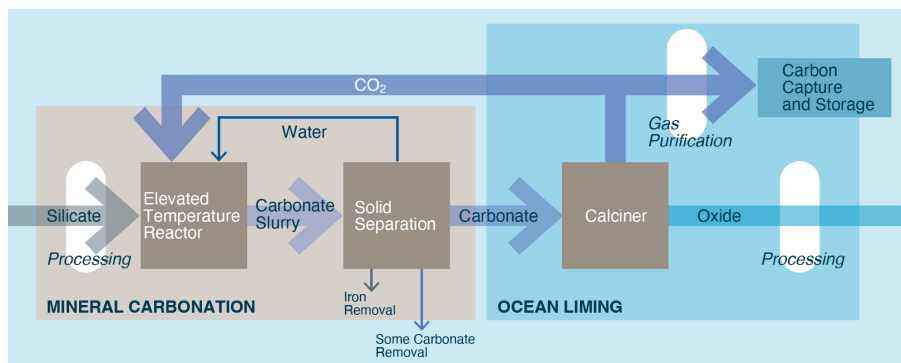 CO₂
Carbon
Capture
and Storage
Gas
Purification
Water
Silicate
Processing
Elevated
Temperature
Reactor
Carbonate
Slurry
Solid
Separation
Carbonate
Calciner
Oxide
Processing
Iron
Removal
Some Carbonate
Removal
MINERAL CARBONATION
OCEAN LIMING